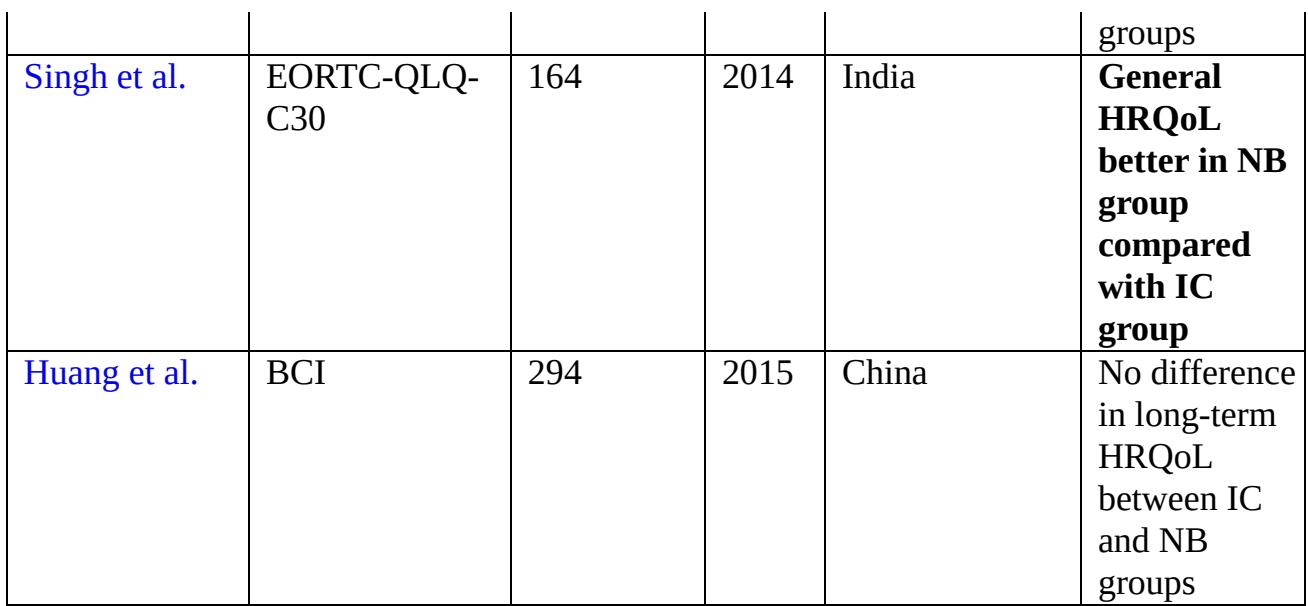 groups
Singh et al. EORTC-QLQ- 164 2014 India General
C30 HRQoL
better in NB
group
compared
with IC
group
Huang et al. BCI 294 2015 China No difference
in long-term
HRQoL
between IC
and NB
groups